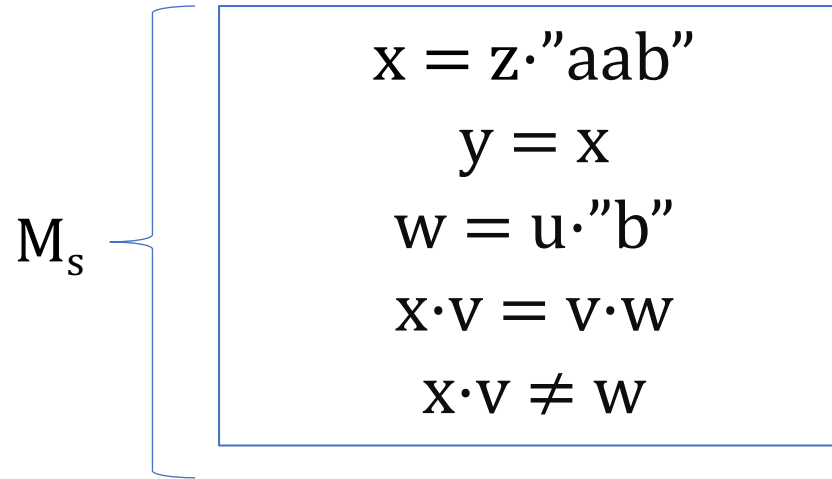 x = z·”aab”
y = x
w = u·”b”
Mₛ
x·v = v·w
x·v ≠ w